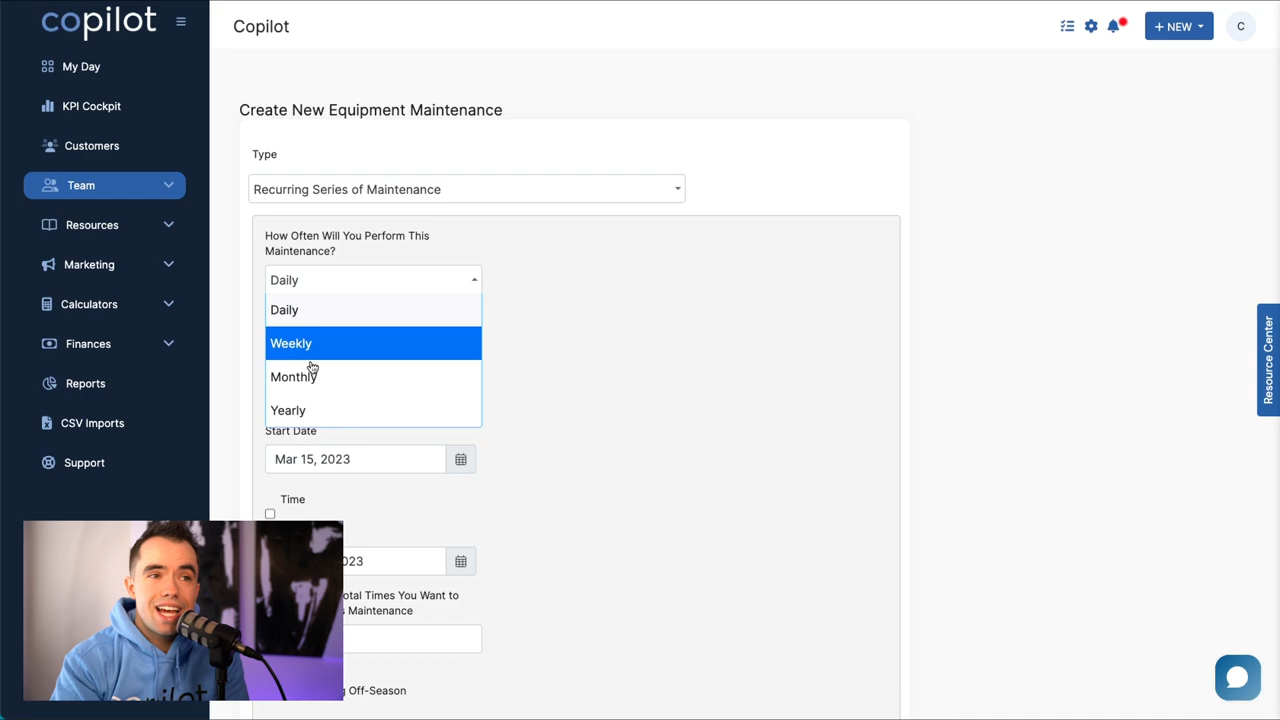 copilot
Copilot
+ NEW
C
My Day
KPI Cockpit
Customers
Team
Resources
Marketing
Calculators
Finances
Reports
CSV Imports
Support
Create New Equipment Maintenance
Type
Recurring Series of Maintenance
How Often Will You Perform This
Maintenance?
Daily
Daily
Weekly
Monthly
Yearly
Start Date
Mar 15, 2023
Time
023
otal Times You Want to
s Maintenance
g Off-Season
Resource Center
copilot